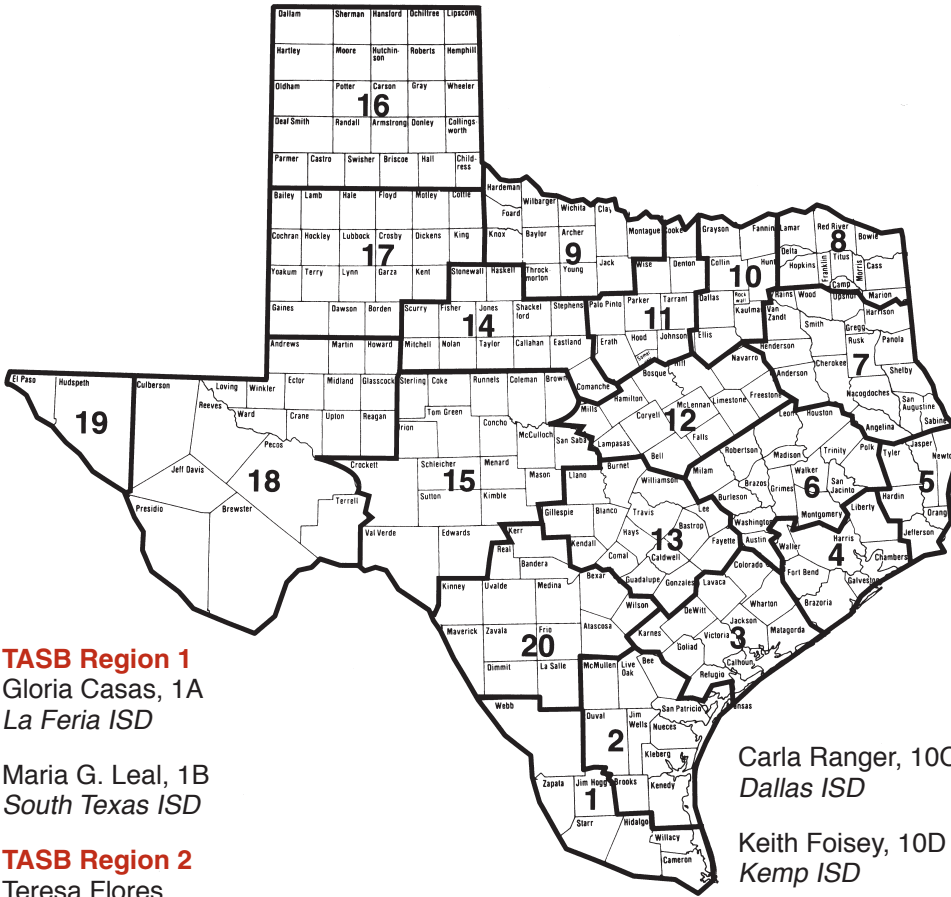 Dallam Sherman Hansford Ochiltree Lipscomb
Hartley Moore Hutchin-son Roberts Hemphill
Oldham Potter Carson Gray Wheeler
16
Deaf Smith Randall Armstrong Donley Collings-worth
Parmer Castro Swisher Briscoe Hall Child-ress
Bailey Lamb Hale Floyd Motley Cottle
Cochran Hockley Lubbock Crosby Dickens King
17
Yoakum Terry Lynn Garza Kent
Gaines Dawson Borden
Hardeman Foard Wilbarger Wichita Clay Montague
Knox Baylor Archer Jack
9
Throck-morton Young
Cooke Grayson Fannin Lamar Red River Bowie
8
Delta Hopkins Franklin Titus Morris Cass Camp
Wise Denton Collin Hunt
10
Dallas Rock wall Kaufman Ellis
Rains Wood Upshur Marion
Van Zandt Smith Gregg Harrison
Henderson Rusk Panola
7
Cherokee Shelby Anderson
Nacogdoches San Augustine Sabine
Angelina
Stonewall Haskell
Scurry Fisher Jones Shackel ford Stephens
14
Mitchell Nolan Taylor Callahan Eastland
Palo Pinto Parker Tarrant
11
Erath Hood Johnson
Comanche
Bosque Hill Navarro
Hamilton McLennan Limestone Freestone
12
Mills Coryell Falls
Lampasas Bell
Andrews Martin Howard
Loving Winkler Ector Midland Glasscock
Reeves Ward Crane Upton Reagan
El Paso Hudspeth Culberson
19
Pecos
Jeff Davis
18
Presidio Brewster Terrell
Sterling Coke Runnels Coleman Brown
Irion Tom Green Concho McCulloch San Saba
Crockett Schleicher Menard Mason
15
Sutton Kimble
Val Verde Edwards
Leon Houston
Robertson Madison Trinity Polk
Walker San Jacinto
6
Milam Brazos Grimes Montgomery
Burleson
Washington
Tyler Jasper Newton
5
Hardin Orang
Jefferson
Liberty
Austin Waller Harris Chambers
4
Fort Bend Galveston
Brazoria
Llano Burnet Williamson
Gillespie Blanco Travis Lee
Hays Bastrop Fayette
13
Kendall Comal Caldwell
Guadalupe Gonzales
Colorado
Lavaca Wharton
DeWitt Jackson Matagorda
Karnes Victoria
3
Goliad Calhoun
Refugio
Kerr
Real Bandera
Kinney Uvalde Medina Bexar
Wilson
Maverick Zavala Frio Atascosa
20
Dimmit La Salle
Webb
McMullen Live Oak Bee
San Patricio
Duval Jim Wells Nueces
2
Kleberg
Zapata Jim Hogg Brooks Kenedy
1
Starr Hidalgo Willacy
Cameron
TASB Region 1
Gloria Casas, 1A
La Feria ISD
Maria G. Leal, 1B
South Texas ISD
TASB Region 2
Teresa Flores
Carla Ranger, 10C
Dallas ISD
Keith Foisey, 10D
Kemp ISD